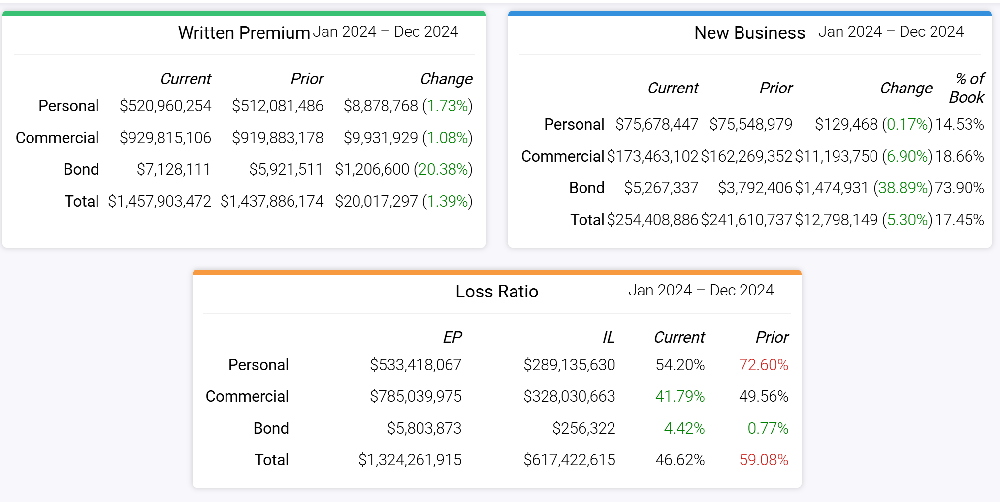 Written Premium Jan 2024 – Dec 2024
Current Prior Change
Personal $520,960,254 $512,081,486 $8,878,768 (1.73%)
Commercial $929,815,106 $919,883,178 $9,931,929 (1.08%)
Bond $7,128,111 $5,921,511 $1,206,600 (20.38%)
Total $1,457,903,472 $1,437,886,174 $20,017,297 (1.39%)
New Business Jan 2024 – Dec 2024
Current Prior Change % of Book
Personal $75,678,447 $75,548,979 $129,468 (0.17%) 14.53%
Commercial $173,463,102 $162,269,352 $11,193,750 (6.90%) 18.66%
Bond $5,267,337 $3,792,406 $1,474,931 (38.89%) 73.90%
Total $254,408,886 $241,610,737 $12,798,149 (5.30%) 17.45%
Loss Ratio Jan 2024 – Dec 2024
EP IL Current Prior
Personal $533,418,067 $289,135,630 54.20% 72.60%
Commercial $785,039,975 $328,030,663 41.79% 49.56%
Bond $5,803,873 $256,322 4.42% 0.77%
Total $1,324,261,915 $617,422,615 46.62% 59.08%